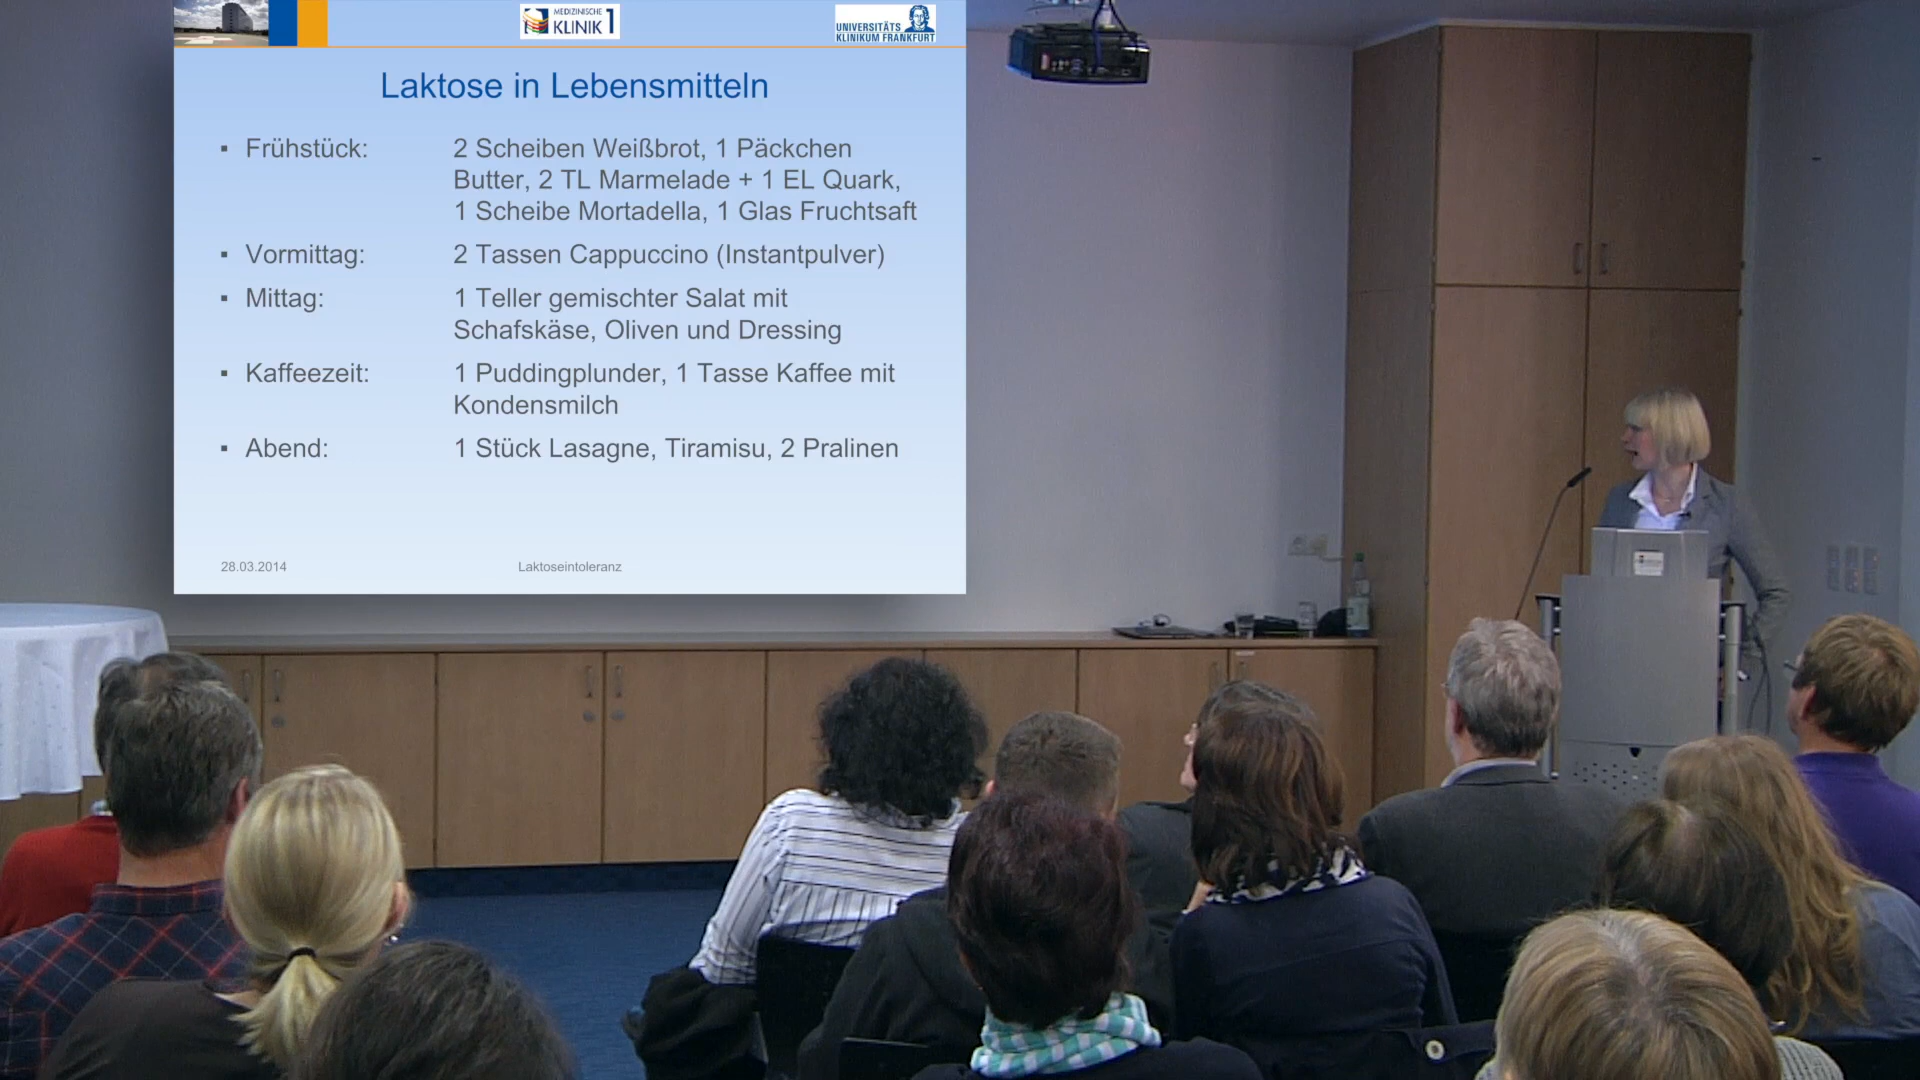 MEDIZINISCHE
KLINIK 1
UNIVERSITÄTS
KLINIKUM FRANKFURT
Laktose in Lebensmitteln
▪ Frühstück: 2 Scheiben Weißbrot, 1 Päckchen
Butter, 2 TL Marmelade + 1 EL Quark,
1 Scheibe Mortadella, 1 Glas Fruchtsaft
▪ Vormittag: 2 Tassen Cappuccino (Instantpulver)
▪ Mittag: 1 Teller gemischter Salat mit
Schafskäse, Oliven und Dressing
▪ Kaffeezeit: 1 Puddingplunder, 1 Tasse Kaffee mit
Kondensmilch
▪ Abend: 1 Stück Lasagne, Tiramisu, 2 Pralinen
28.03.2014 Laktoseintoleranz